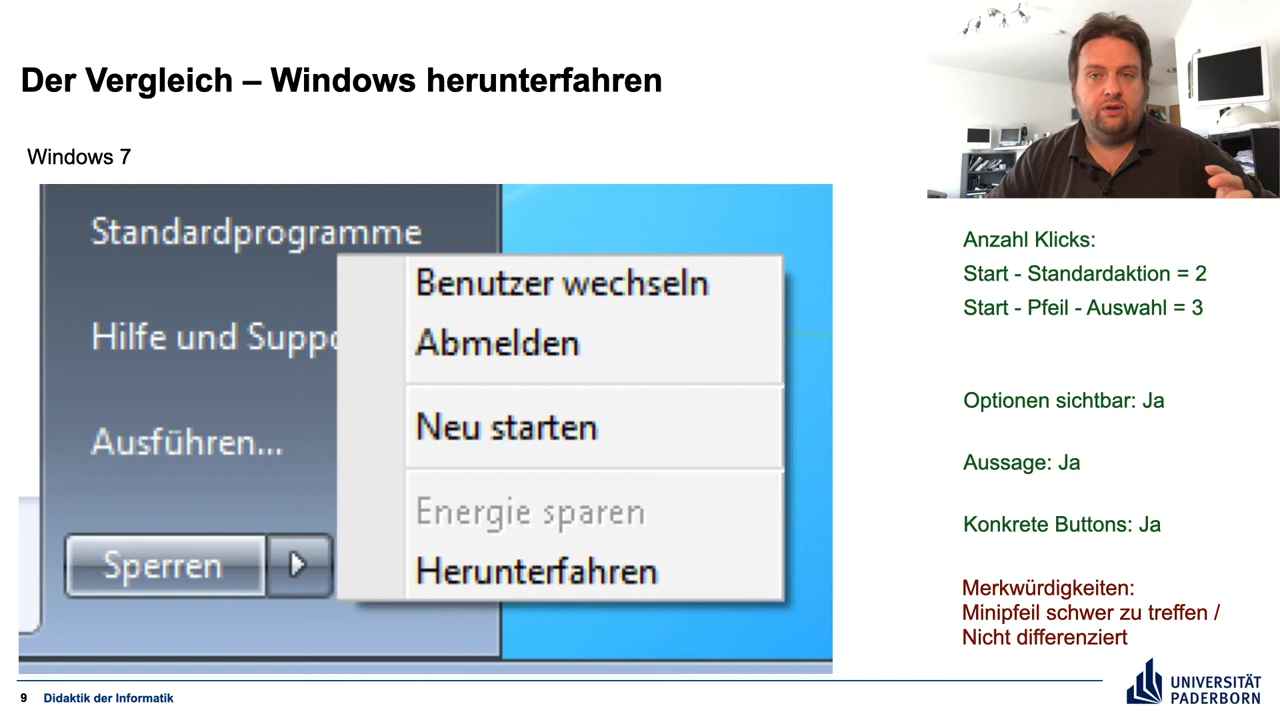 Der Vergleich – Windows herunterfahren
Windows 7
Standardprogramme
Hilfe und Suppo
Ausführen...
Sperren
Benutzer wechseln
Abmelden
Neu starten
Energie sparen
Herunterfahren
Anzahl Klicks:
Start - Standardaktion = 2
Start - Pfeil - Auswahl = 3
Optionen sichtbar: Ja
Aussage: Ja
Konkrete Buttons: Ja
Merkwürdigkeiten:
Minipfeil schwer zu treffen /
Nicht differenziert
9 Didaktik der Informatik
UNIVERSITÄT
PADERBORN